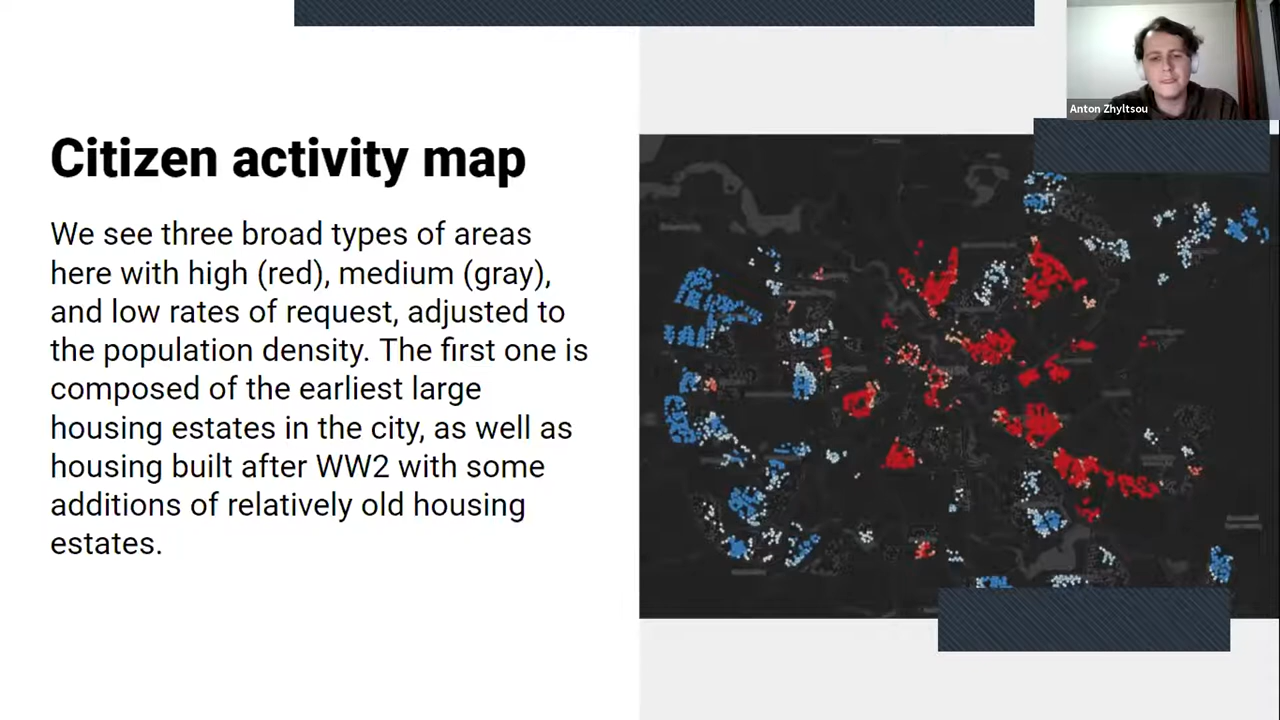 Anton Zhyltsou
Citizen activity map
We see three broad types of areas
here with high (red), medium (gray),
and low rates of request, adjusted to
the population density. The first one is
composed of the earliest large
housing estates in the city, as well as
housing built after WW2 with some
additions of relatively old housing
estates.